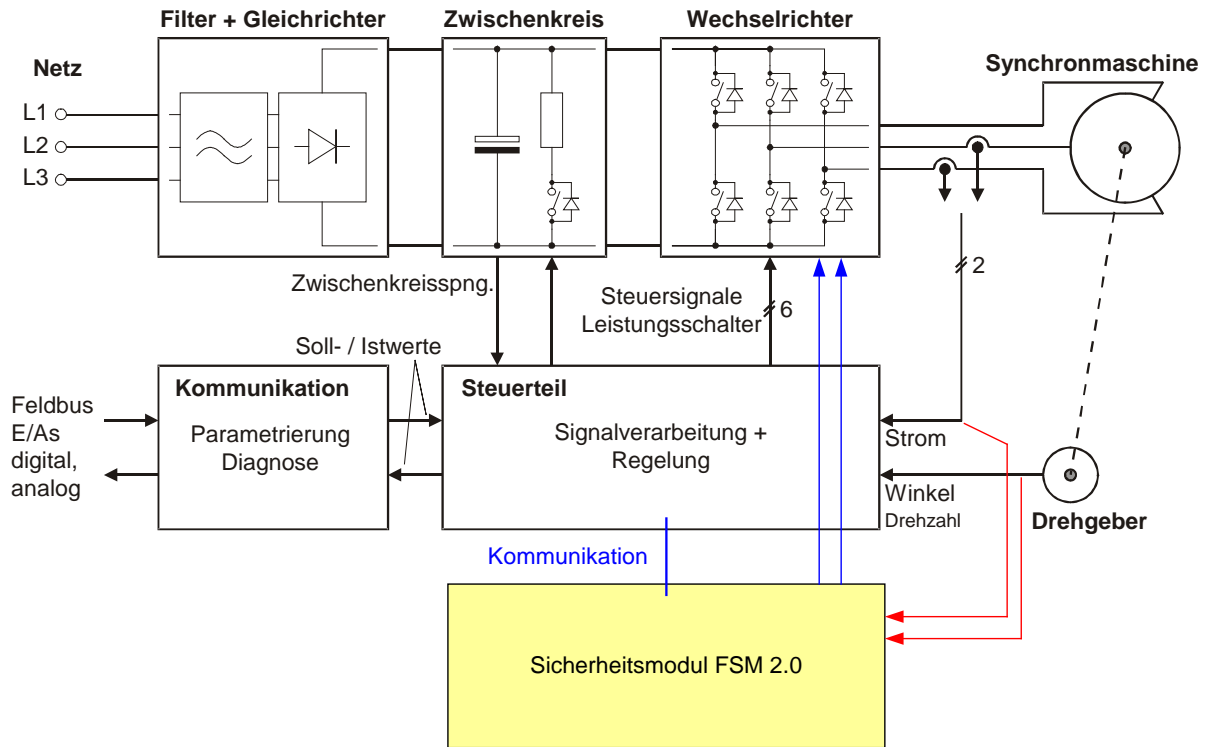 Filter + Gleichrichter
Zwischenkreis
Wechselrichter
Netz
L1
L2
L3
Synchronmaschine
2
Zwischenkreisspng.
Steuersignale
Leistungsschalter
6
Soll- / Istwerte
Kommunikation
Parametrierung
Diagnose
Feldbus
E/As
digital,
analog
Steuerteil
Signalverarbeitung +
Regelung
Strom
Winkel
Drehzahl
Drehgeber
Kommunikation
Sicherheitsmodul FSM 2.0